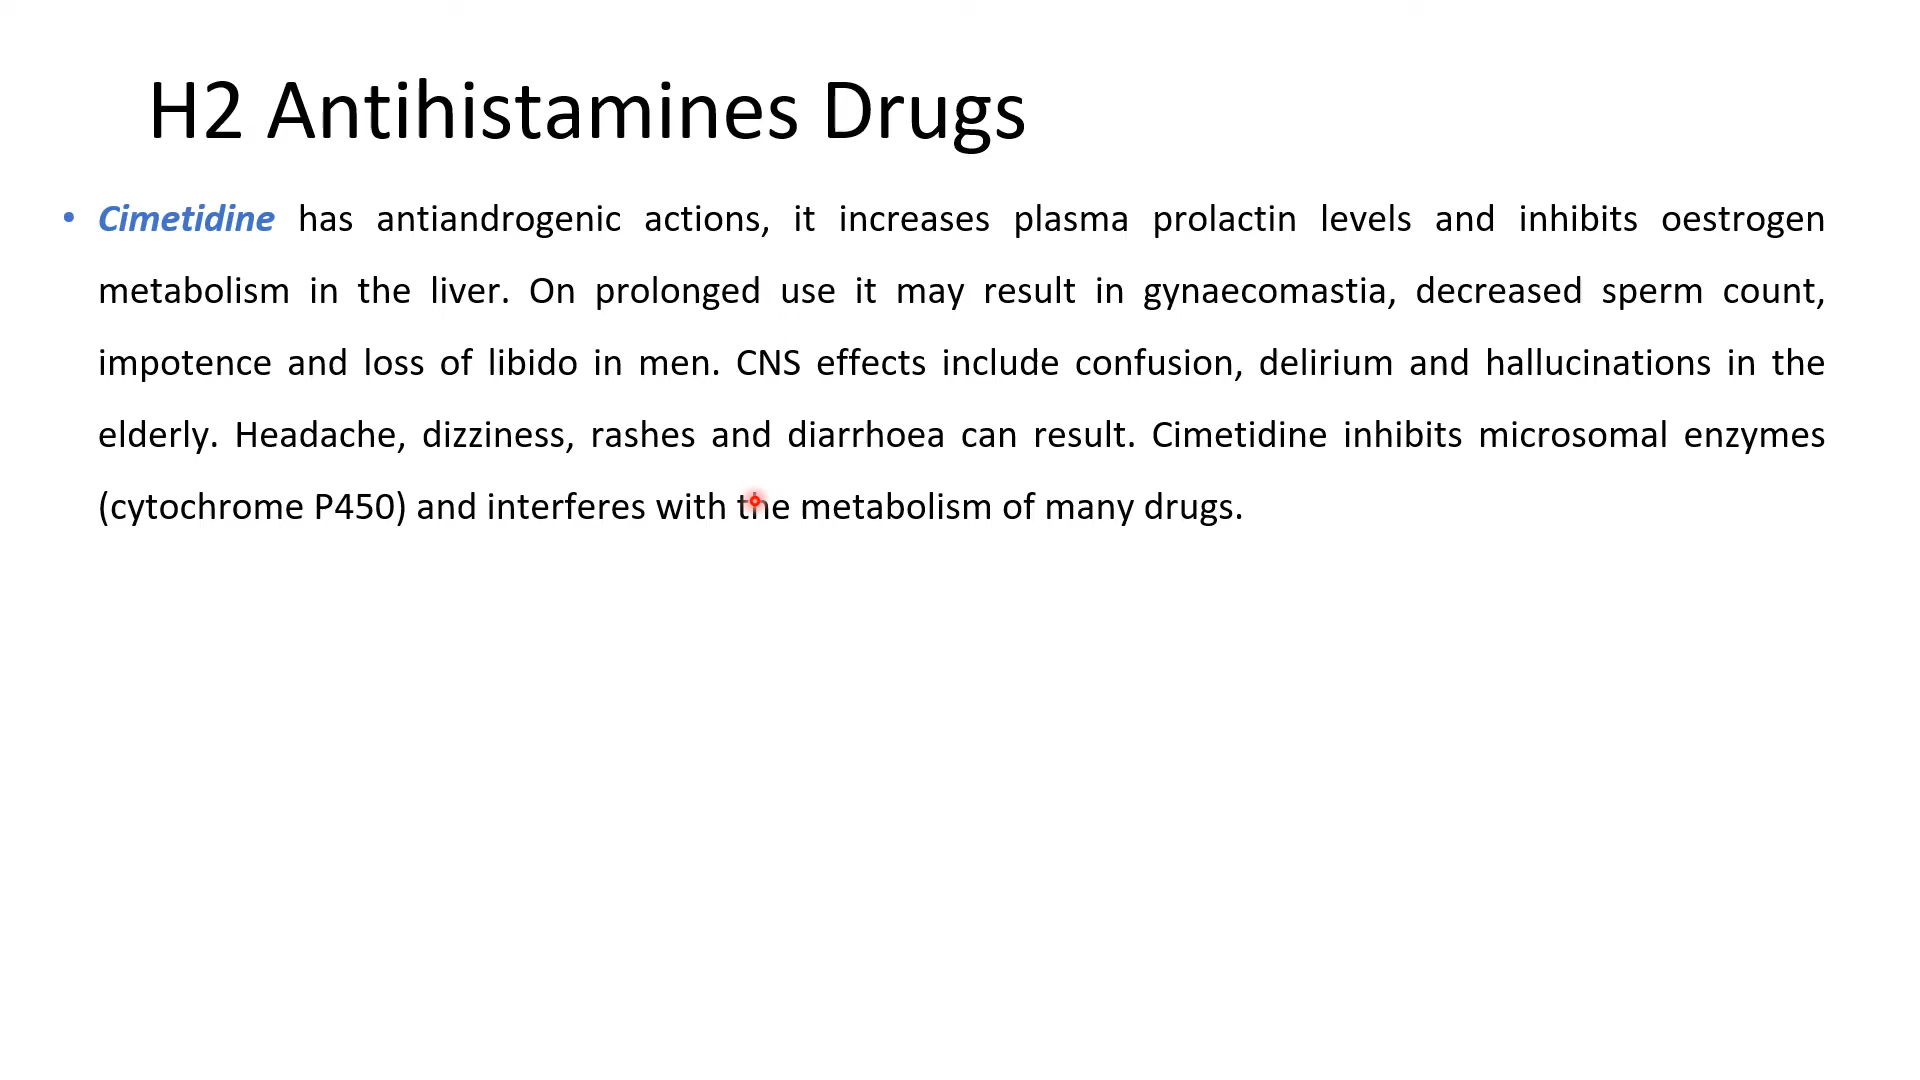 H2 Antihistamines Drugs
• Cimetidine has antiandrogenic actions, it increases plasma prolactin levels and inhibits oestrogen
metabolism in the liver. On prolonged use it may result in gynaecomastia, decreased sperm count,
impotence and loss of libido in men. CNS effects include confusion, delirium and hallucinations in the
elderly. Headache, dizziness, rashes and diarrhoea can result. Cimetidine inhibits microsomal enzymes
(cytochrome P450) and interferes with the metabolism of many drugs.